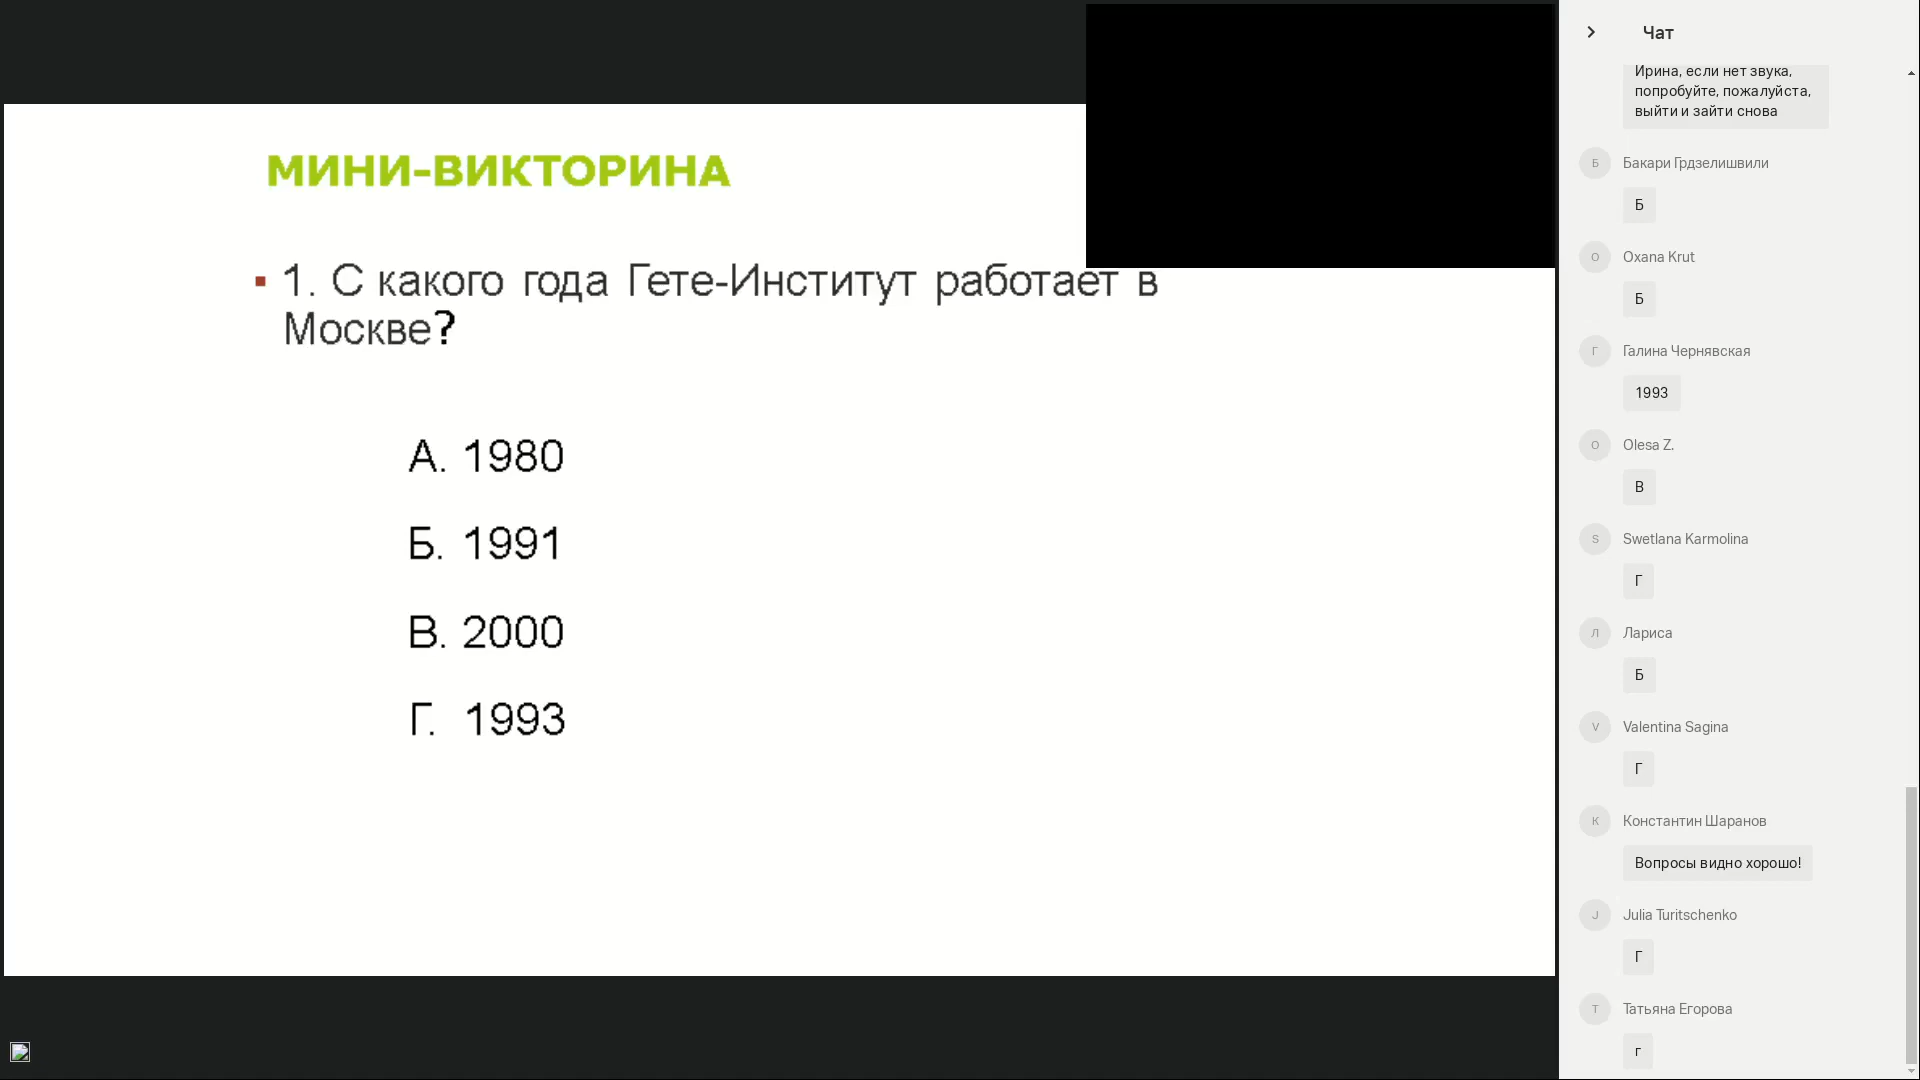 МИНИ-ВИКТОРИНА
1. С какого года Гете-Институт работает в
Москве?
А. 1980
Б. 1991
В. 2000
Г. 1993
Чат
Ирина, если нет звука,
попробуйте, пожалуйста,
выйти и зайти снова
Б
Бакари Грдзелишвили
Б
O
Oxana Krut
Б
Г
Галина Чернявская
1993
O
Olesa Z.
В
S
Swetlana Karmolina
Г
Л
Лариса
Б
V
Valentina Sagina
Г
К
Константин Шаранов
Вопросы видно хорошо!
J
Julia Turitschenko
Г
Т
Татьяна Егорова
г